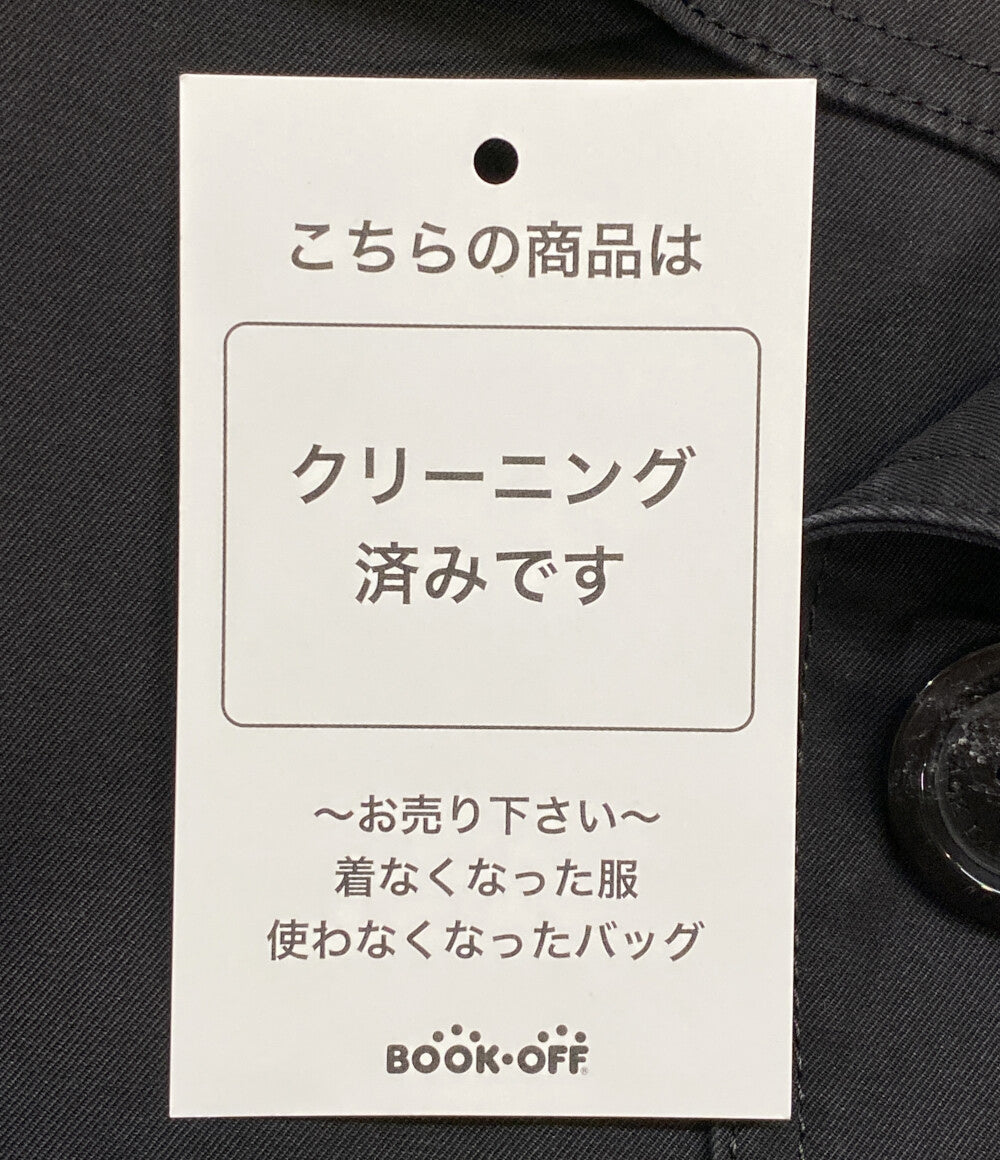 こちらの商品は
クリーニング
済みです
～お売り下さい～
着なくなった服
使わなくなったバッグ
BOOK・OFF®